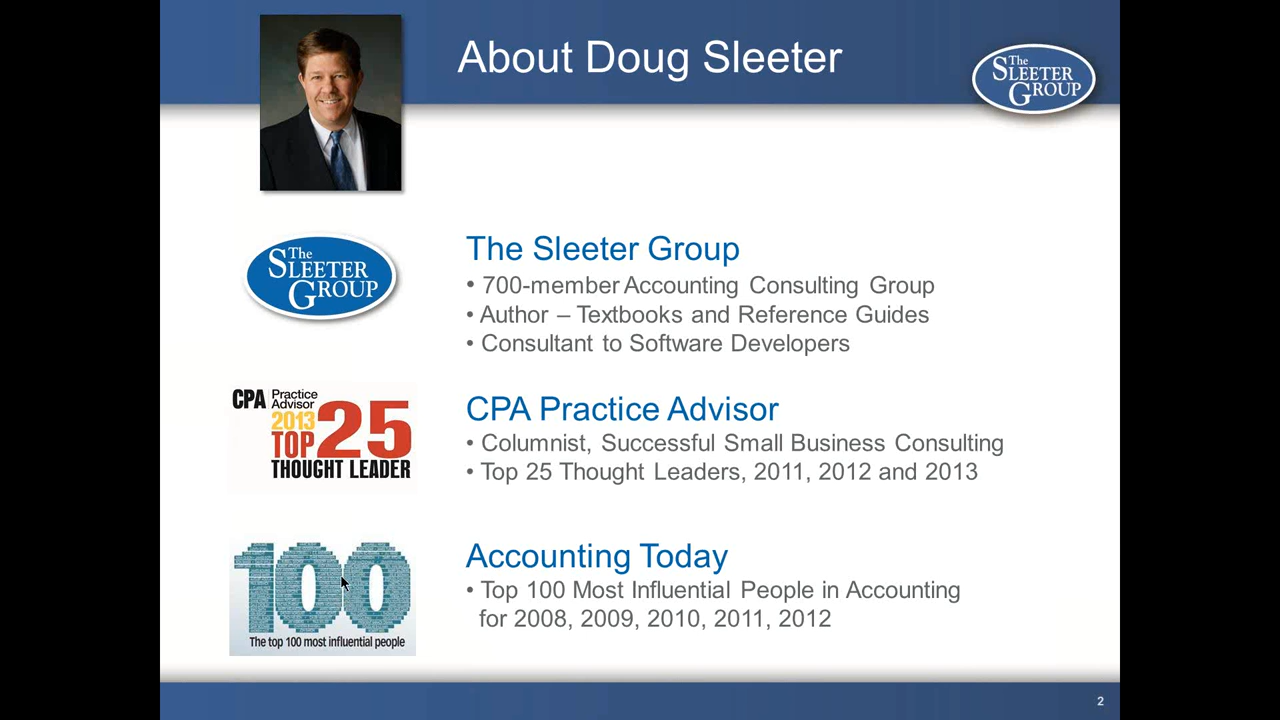 About Doug Sleeter
The
SLEETER
GROUP
The Sleeter Group
The
SLEETER
GROUP
• 700-member Accounting Consulting Group
• Author – Textbooks and Reference Guides
• Consultant to Software Developers
CPA Practice Advisor
2013
TOP 25
THOUGHT LEADER
CPA Practice Advisor
• Columnist, Successful Small Business Consulting
• Top 25 Thought Leaders, 2011, 2012 and 2013
100
The top 100 most influential people
Accounting Today
• Top 100 Most Influential People in Accounting
for 2008, 2009, 2010, 2011, 2012
2